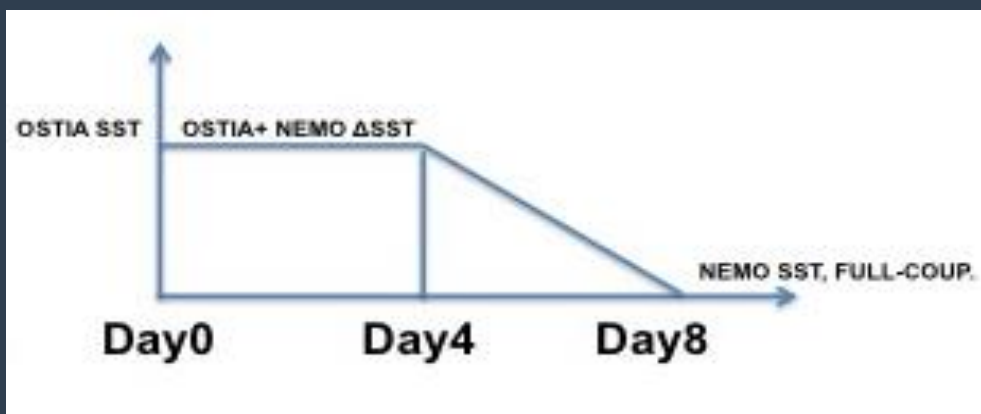 OSTIA SST
OSTIA+ NEMO ΔSST
NEMO SST, FULL-COUP.
Day0
Day4
Day8